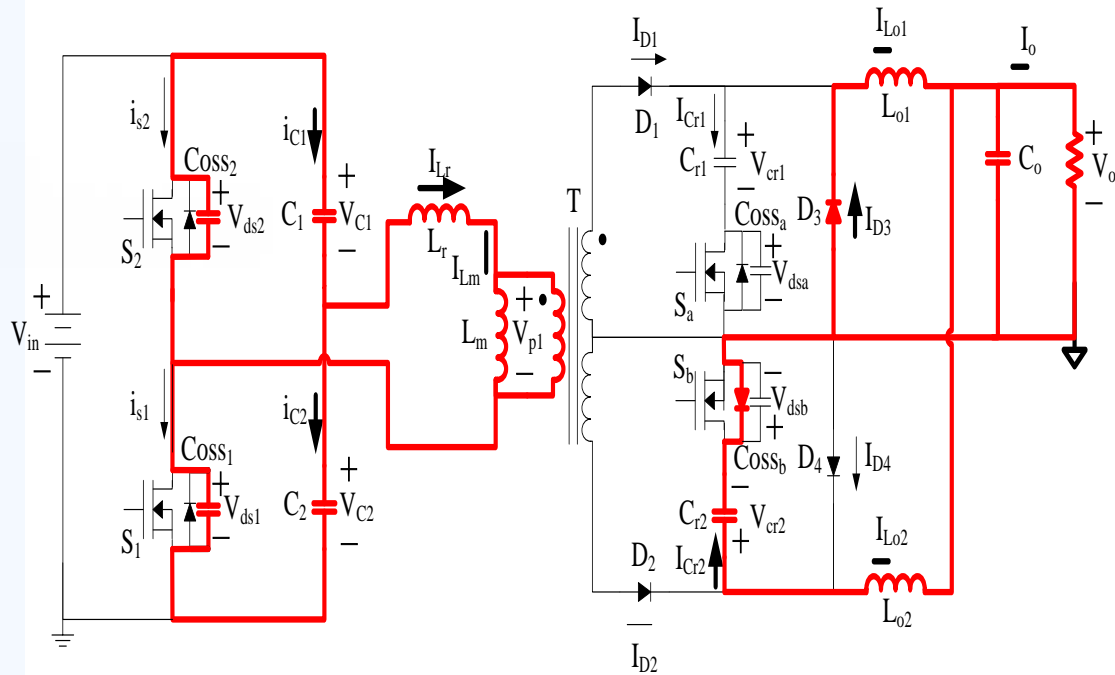 I_D1
I_Lo1
I_o
D_1
L_o1
i_s2
i_C1
I_Cr1
+
C_r1
V_cr1
−
Coss_2
+
V_ds2
−
S_2
C_1
+
V_C1
−
I_Lr
L_r
I_Lm
T
Coss_a
+
V_dsa
−
S_a
D_3
I_D3
C_o
+
V_o
−
+
V_in
−
L_m
+
V_p1
−
i_s1
i_C2
S_b
−
V_dsb
+
Coss_b
D_4
I_D4
Coss_1
+
V_ds1
−
S_1
C_2
+
V_C2
−
−
C_r2
V_cr2
+
I_Cr2
D_2
I_D2
I_Lo2
L_o2